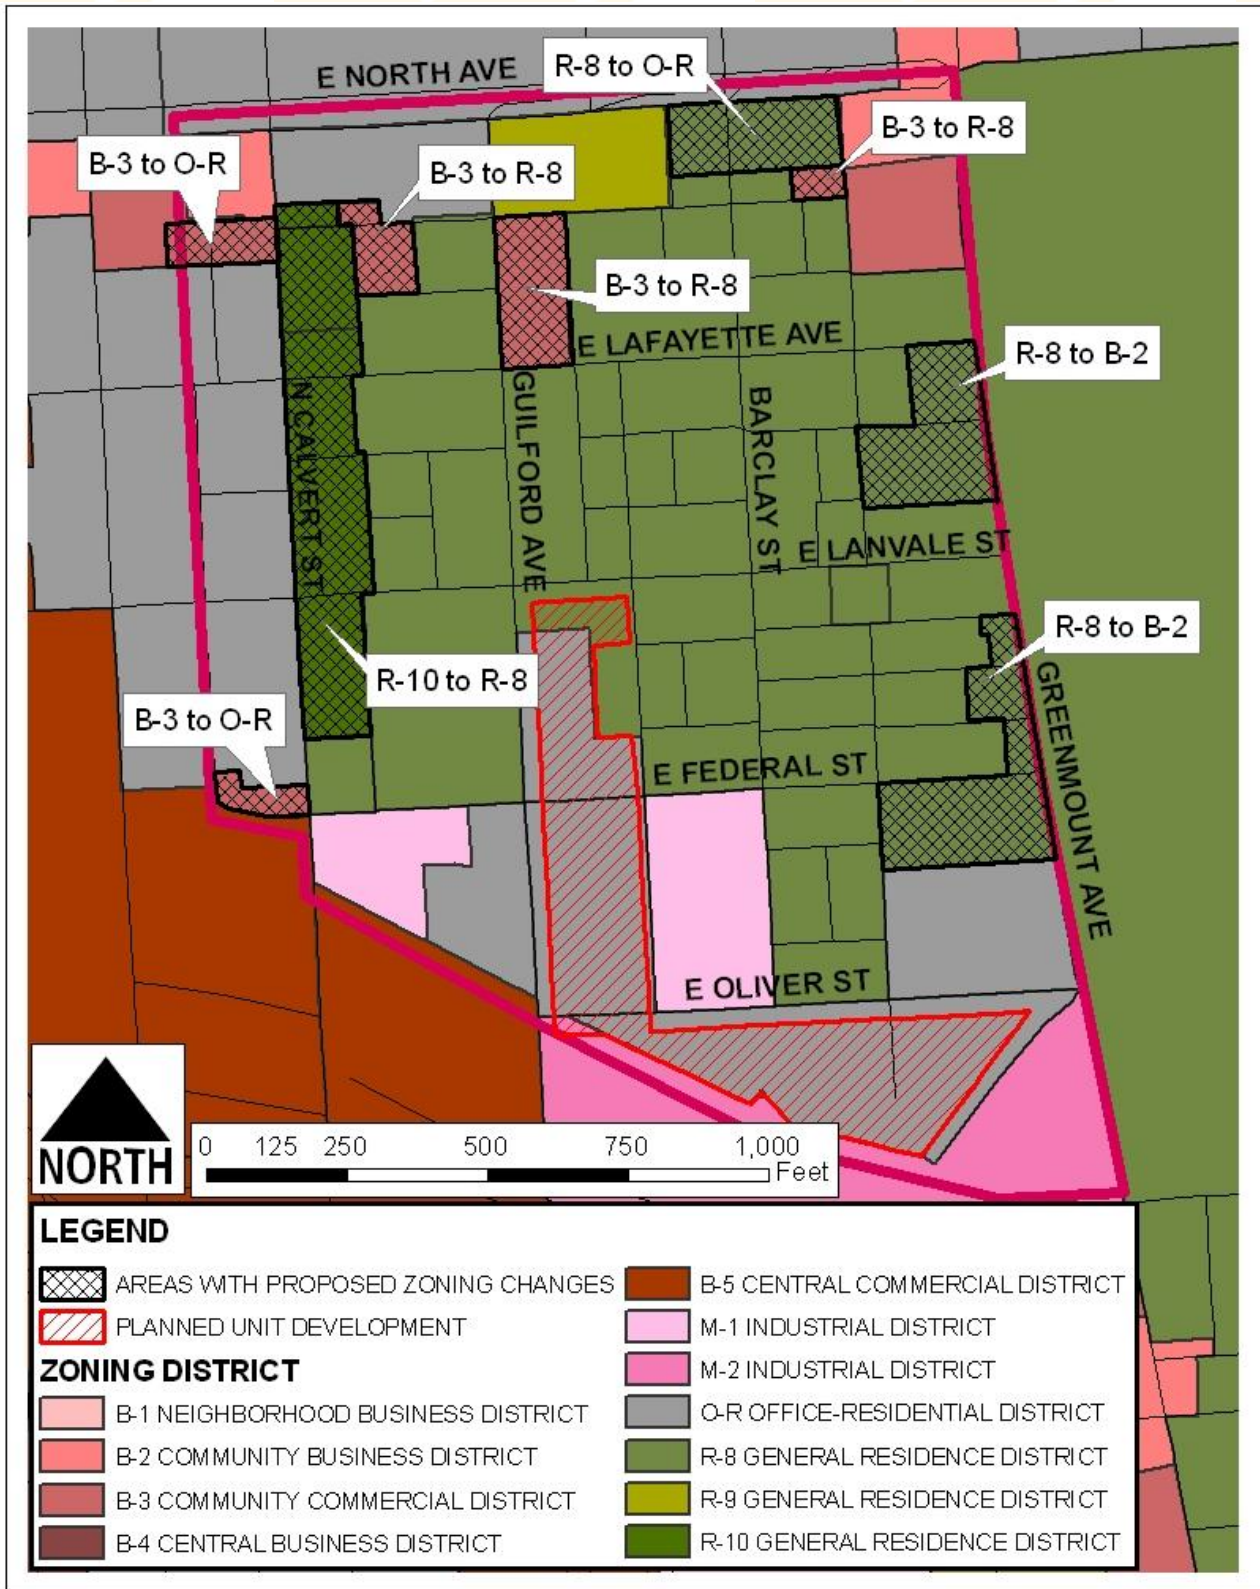 E NORTH AVE
R-8 to O-R
B-3 to O-R
B-3 to R-8
B-3 to R-8
B-3 to R-8
E LAFAYETTE AVE
R-8 to B-2
N CALVERT ST
GUILFORD AVE
BARCLAY ST
E LANVALE ST
R-8 to B-2
R-10 to R-8
B-3 to O-R
GREENMOUNT AVE
E FEDERAL ST
E OLIVER ST
NORTH
0 125 250 500 750 1,000
Feet
LEGEND
AREAS WITH PROPOSED ZONING CHANGES
PLANNED UNIT DEVELOPMENT
ZONING DISTRICT
B-1 NEIGHBORHOOD BUSINESS DISTRICT
B-2 COMMUNITY BUSINESS DISTRICT
B-3 COMMUNITY COMMERCIAL DISTRICT
B-4 CENTRAL BUSINESS DISTRICT
B-5 CENTRAL COMMERCIAL DISTRICT
M-1 INDUSTRIAL DISTRICT
M-2 INDUSTRIAL DISTRICT
O-R OFFICE-RESIDENTIAL DISTRICT
R-8 GENERAL RESIDENCE DISTRICT
R-9 GENERAL RESIDENCE DISTRICT
R-10 GENERAL RESIDENCE DISTRICT